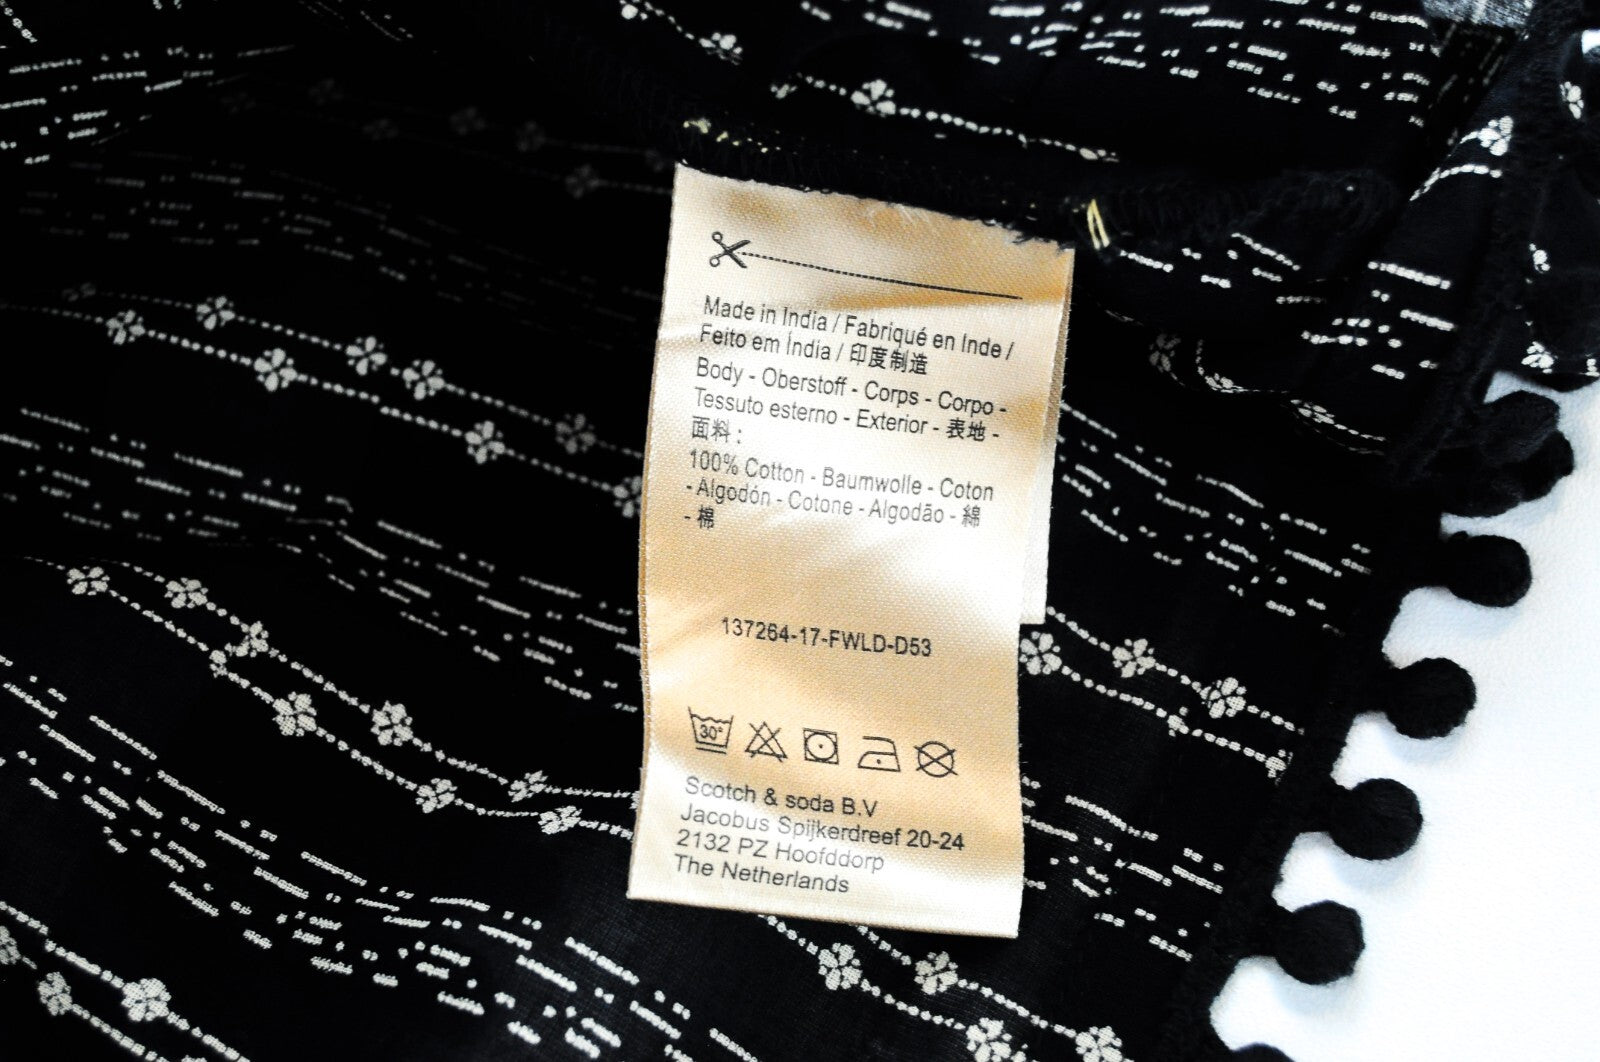 Made in India / Fabriqué en Inde /
Feito em Índia / 印度制造
Body - Oberstoff - Corps - Corpo -
Tessuto esterno - Exterior - 表地 -
面料 :
100% Cotton - Baumwolle - Coton
- Algodón - Cotone - Algodão - 綿
- 棉
137264-17-FWLD-D53
30°
Scotch & soda B.V
Jacobus Spijkerdreef 20-24
2132 PZ Hoofddorp
The Netherlands